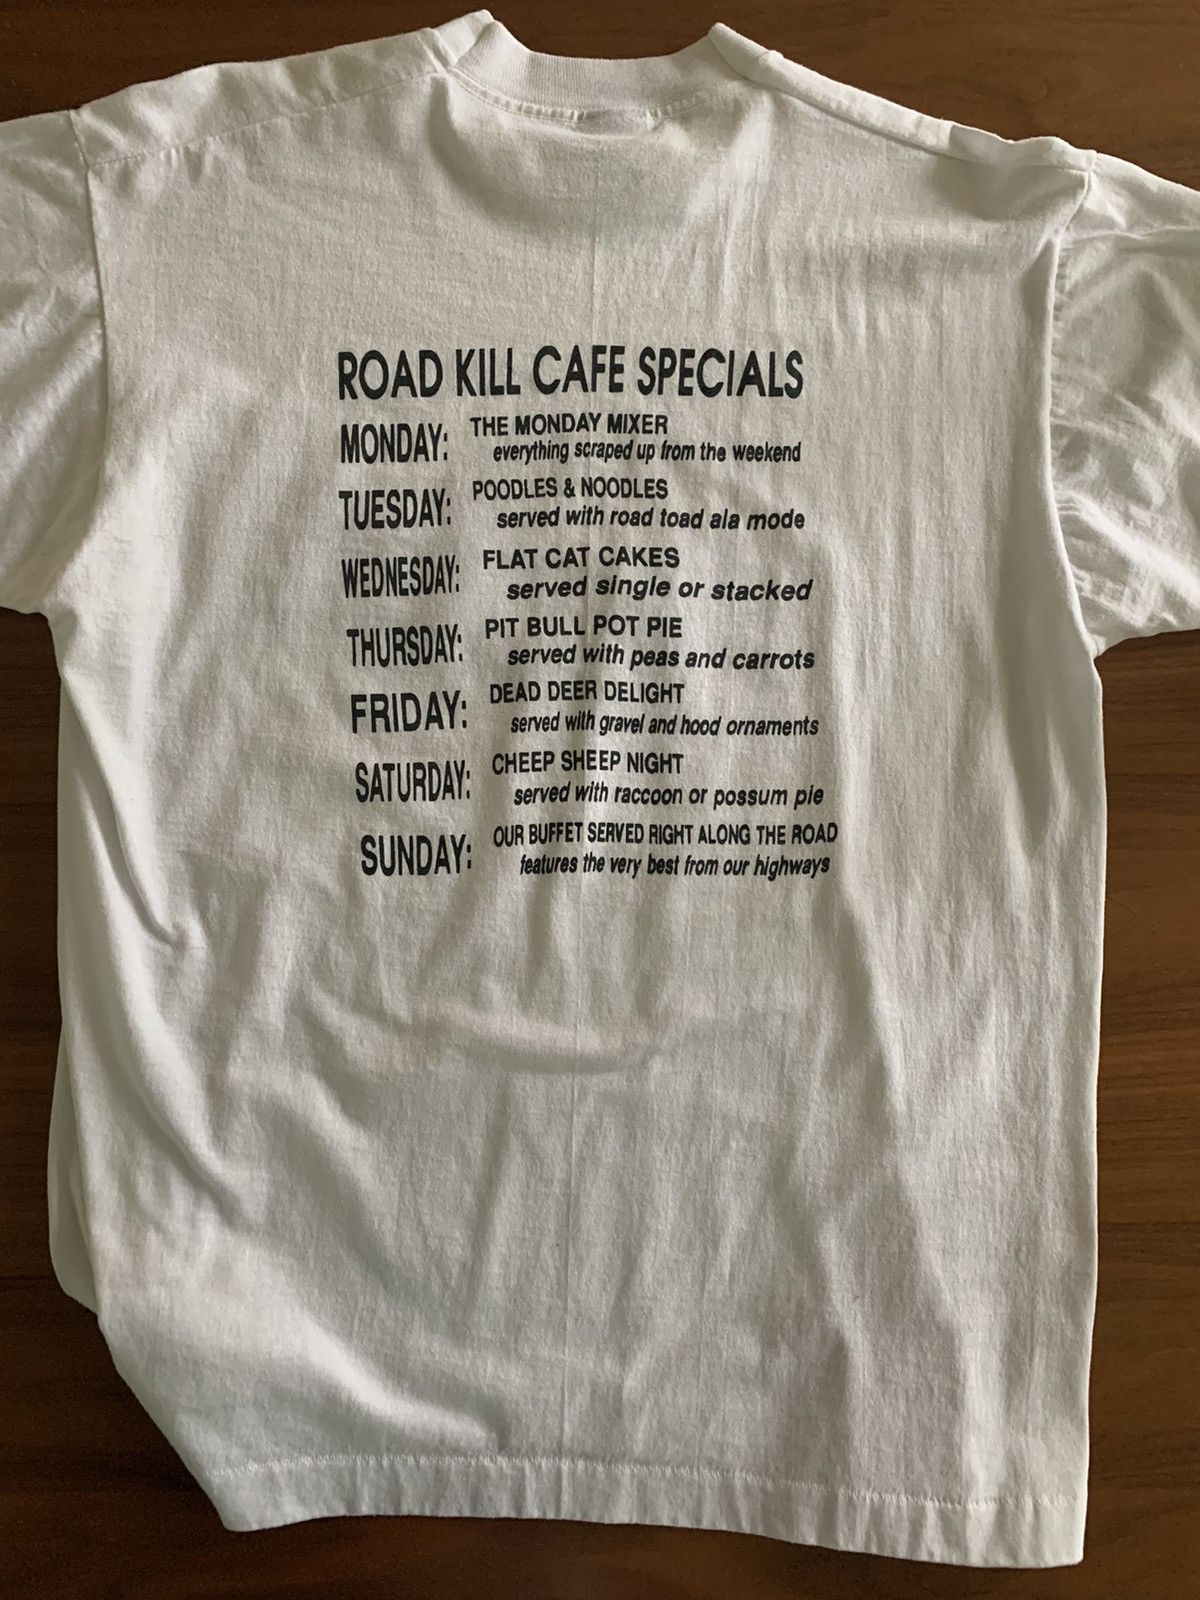 ROAD KILL CAFE SPECIALS
MONDAY: THE MONDAY MIXER
everything scraped up from the weekend
TUESDAY: POODLES & NOODLES
served with road toad ala mode
WEDNESDAY: FLAT CAT CAKES
served single or stacked
THURSDAY: PIT BULL POT PIE
served with peas and carrots
FRIDAY: DEAD DEER DELIGHT
served with gravel and hood ornaments
SATURDAY: CHEEP SHEEP NIGHT
served with raccoon or possum pie
SUNDAY: OUR BUFFET SERVED RIGHT ALONG THE ROAD
features the very best from our highways